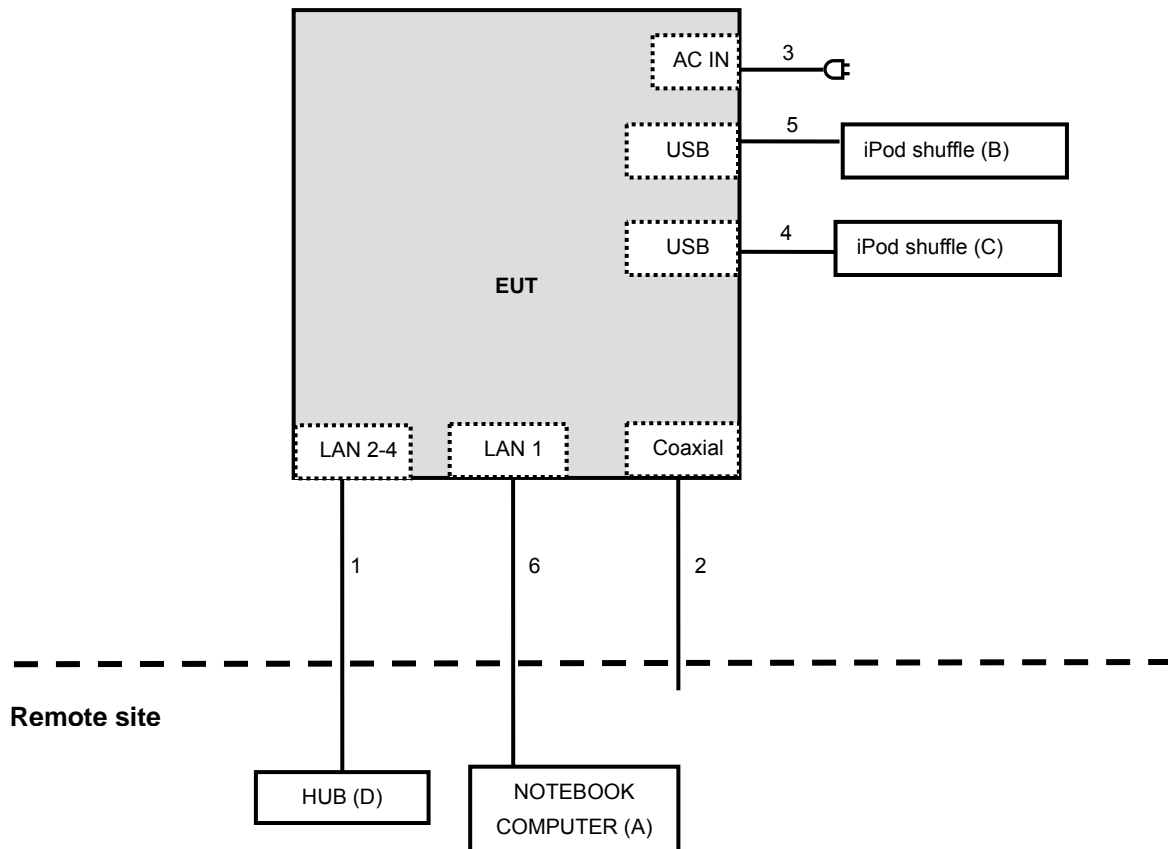 AC IN
3
USB
5
iPod shuffle (B)
USB
4
iPod shuffle (C)
EUT
LAN 2-4
LAN 1
Coaxial
1
6
2
Remote site
HUB (D)
NOTEBOOK
COMPUTER (A)